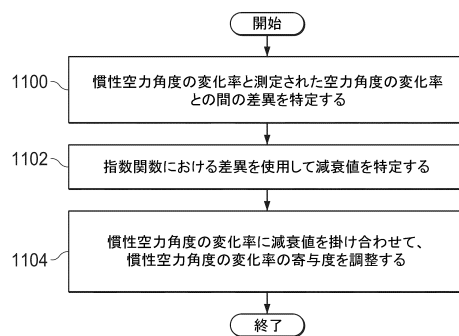 開始
1100
慣性空力角度の変化率と測定された空力角度の変化率
との間の差異を特定する
1102
指数関数における差異を使用して減衰値を特定する
1104
慣性空力角度の変化率に減衰値を掛け合わせて、
慣性空力角度の変化率の寄与度を調整する
終了